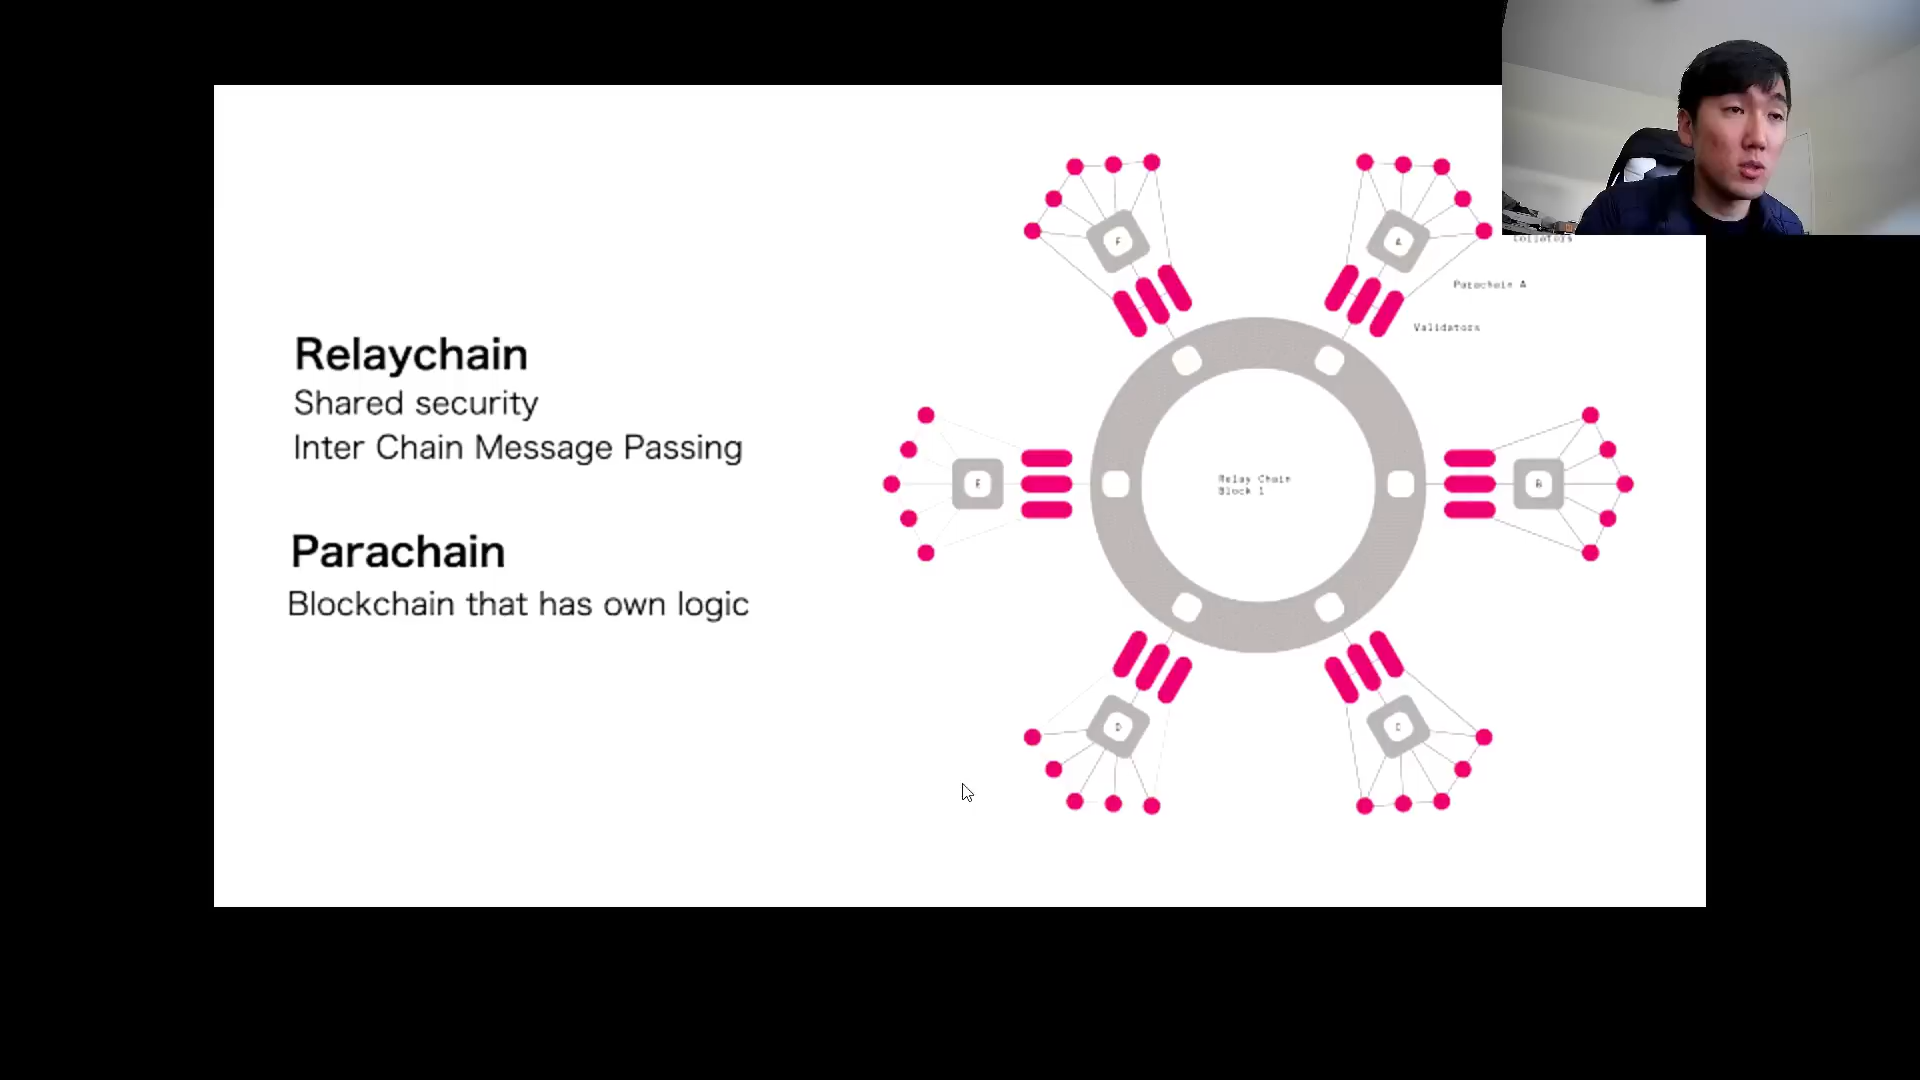 Relaychain
Shared security
Inter Chain Message Passing
Parachain
Blockchain that has own logic
F
A
Collators
Parachain A
Validators
E
Relay Chain
Block 1
B
D
C